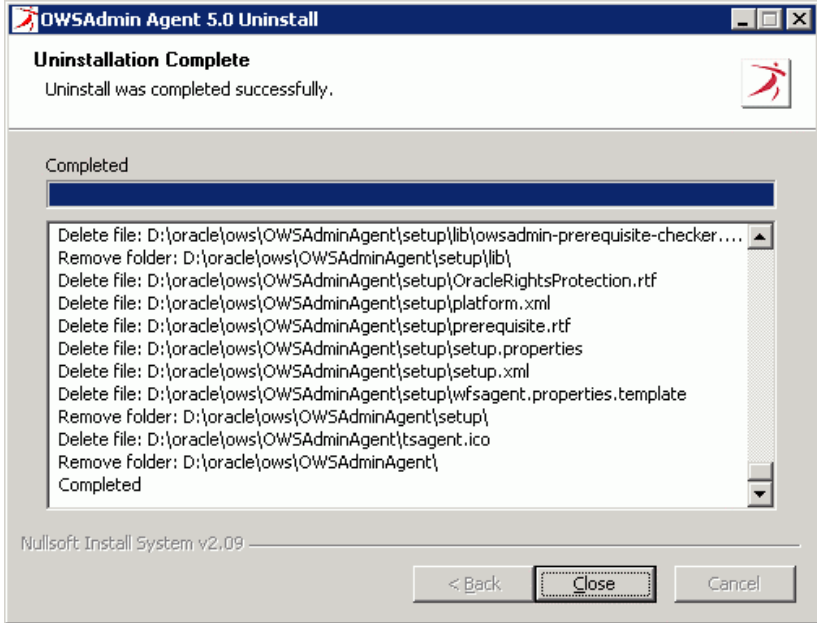 OWSAdmin Agent 5.0 Uninstall
Uninstallation Complete
Uninstall was completed successfully.
Completed
Delete file: D:\oracle\ows\OWSAdminAgent\setup\lib\owsadmin-prerequisite-checker....
Remove folder: D:\oracle\ows\OWSAdminAgent\setup\lib\
Delete file: D:\oracle\ows\OWSAdminAgent\setup\OracleRightsProtection.rtf
Delete file: D:\oracle\ows\OWSAdminAgent\setup\platform.xml
Delete file: D:\oracle\ows\OWSAdminAgent\setup\prerequisite.rtf
Delete file: D:\oracle\ows\OWSAdminAgent\setup\setup.properties
Delete file: D:\oracle\ows\OWSAdminAgent\setup\setup.xml
Delete file: D:\oracle\ows\OWSAdminAgent\setup\wfsagent.properties.template
Remove folder: D:\oracle\ows\OWSAdminAgent\setup\
Delete file: D:\oracle\ows\OWSAdminAgent\tsagent.ico
Remove folder: D:\oracle\ows\OWSAdminAgent\
Completed
Nullsoft Install System v2.09
< Back Close Cancel